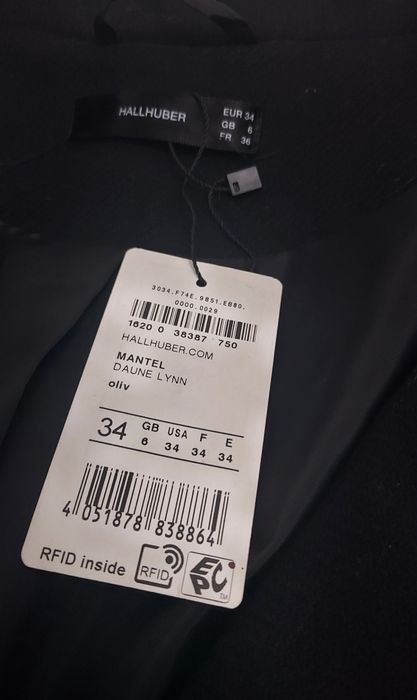 HALLHUBER
EUR 34
GB 6
FR 36
3034.F74E.9851.EB80.
0000.0029
1620 0 38387 750
HALLHUBER.COM
MANTEL
DAUNE LYNN
oliv
34 GB USA F E
6 34 34 34
4 051878 838864
RFID inside RFID EPC TM